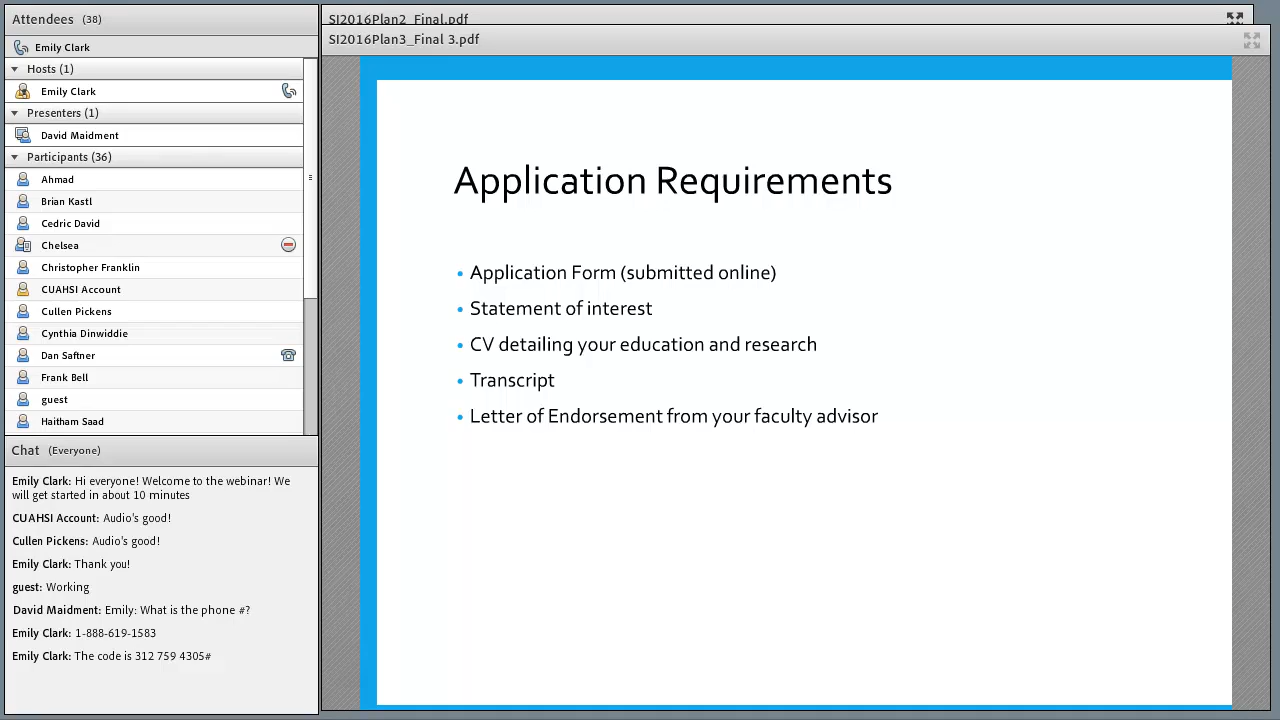 Attendees (38)
Emily Clark
Hosts (1)
Emily Clark
Presenters (1)
David Maidment
Participants (36)
Ahmad
Brian Kastl
Cedric David
Chelsea
Christopher Franklin
CUAHSI Account
Cullen Pickens
Cynthia Dinwiddie
Dan Saftner
Frank Bell
guest
Haitham Saad
Chat (Everyone)
Emily Clark: Hi everyone! Welcome to the webinar! We
will get started in about 10 minutes
CUAHSI Account: Audio's good!
Cullen Pickens: Audio's good!
Emily Clark: Thank you!
guest: Working
David Maidment: Emily: What is the phone #?
Emily Clark: 1-888-619-1583
Emily Clark: The code is 312 759 4305#
SI2016Plan2_Final.pdf
SI2016Plan3_Final 3.pdf
Application Requirements
• Application Form (submitted online)
• Statement of interest
• CV detailing your education and research
• Transcript
• Letter of Endorsement from your faculty advisor